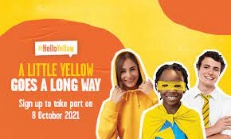 #HelloYellow
A LITTLE YELLOW
GOES A LONG WAY
Sign up to take part on
8 October 2021